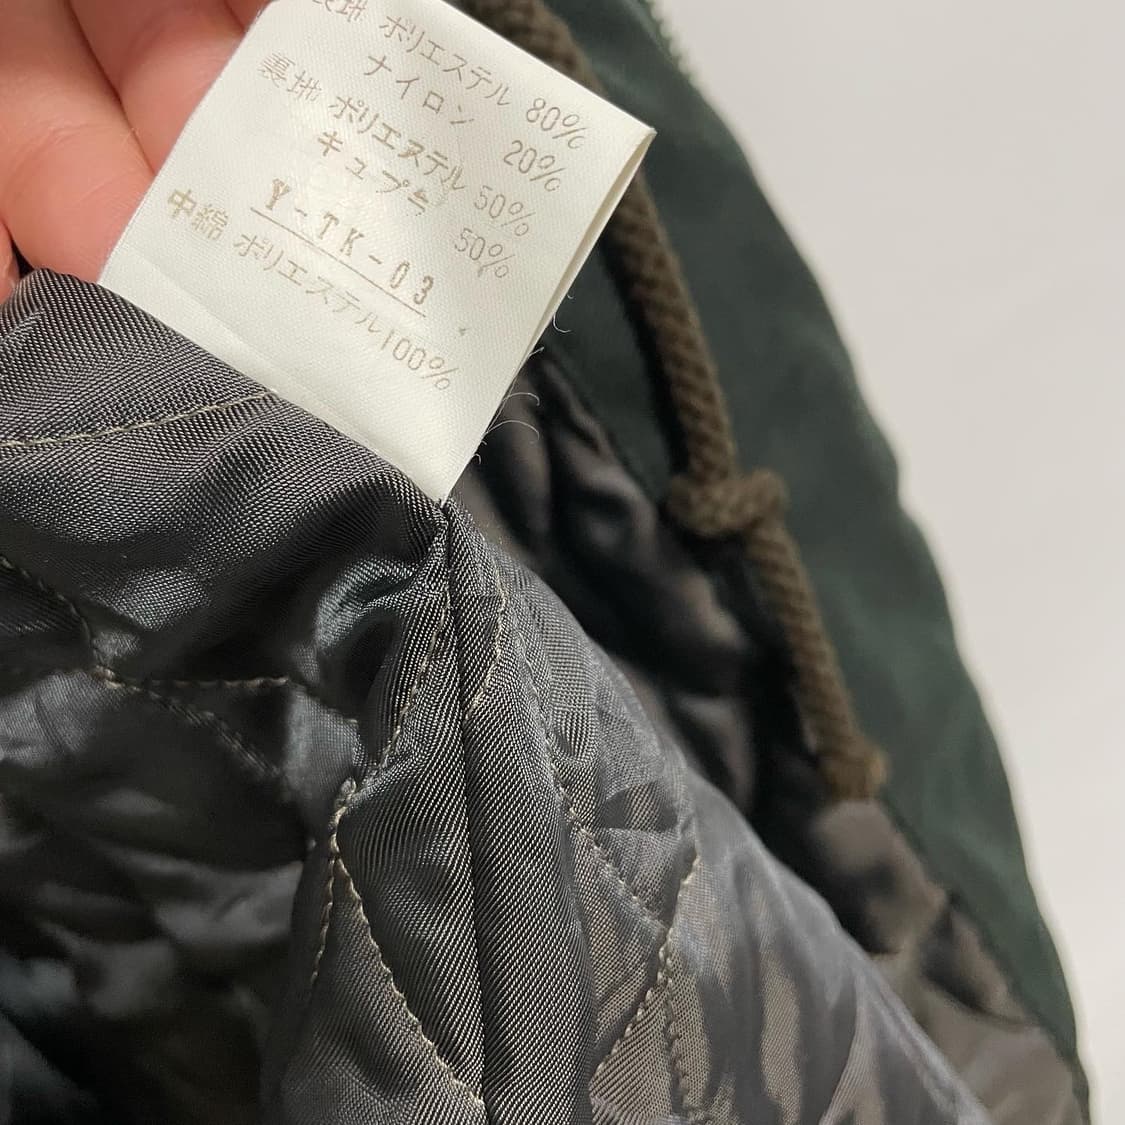 表地 ポリエステル 80%
ナイロン 20%
裏地 ポリエステル 50%
キュプラ 50%
Y-TK-03
中綿 ポリエステル100%